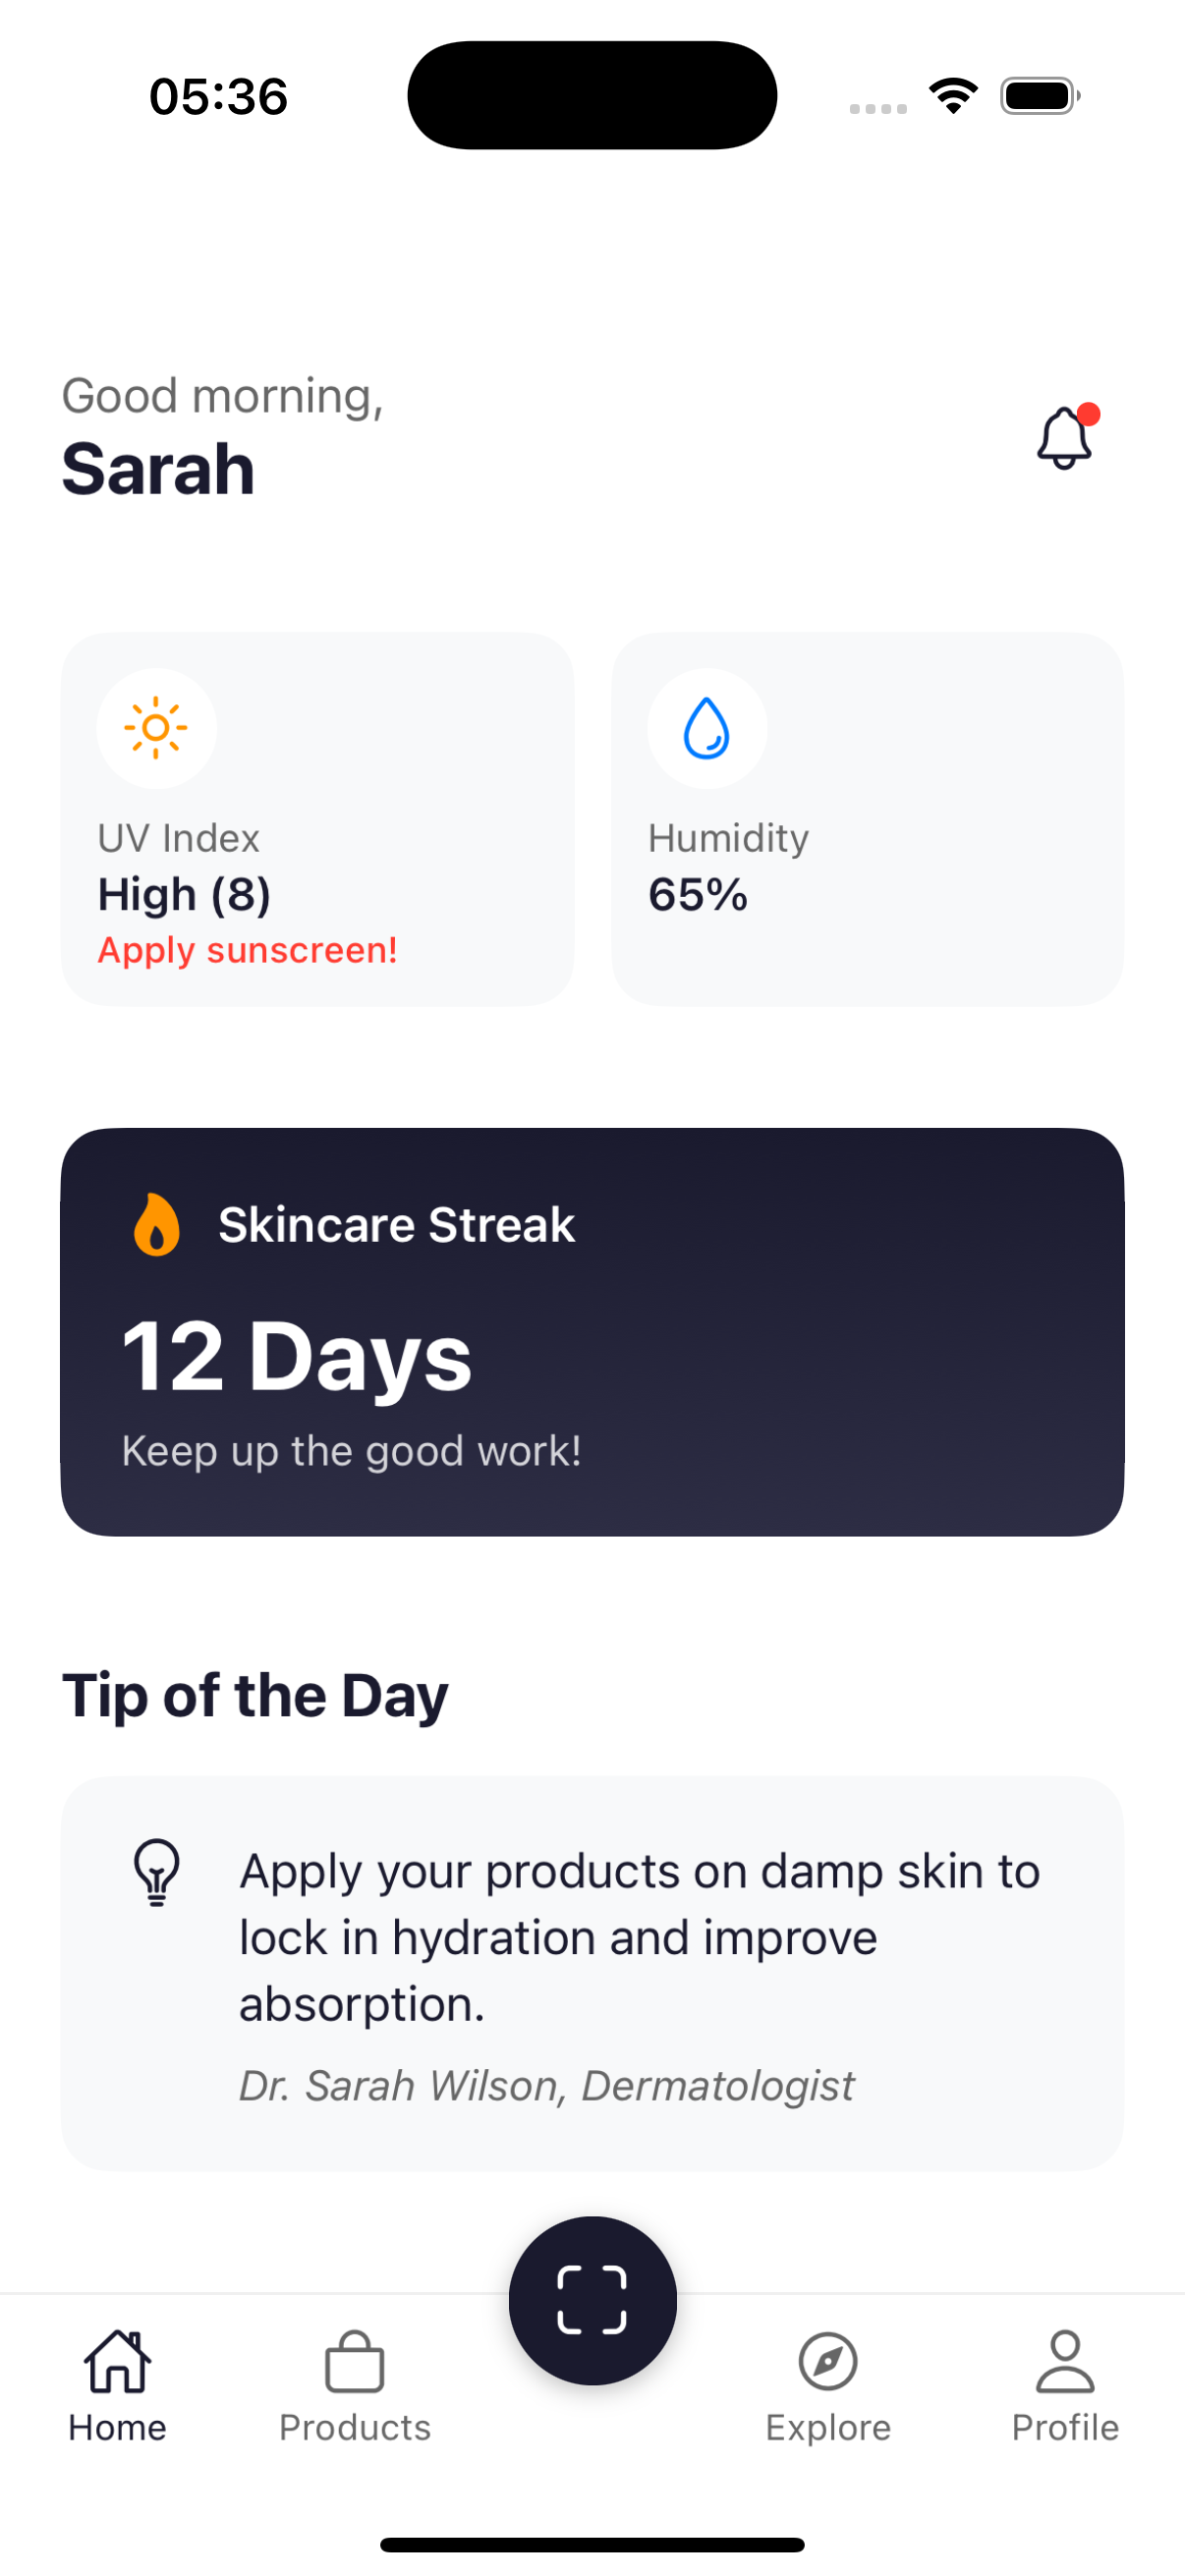 05:36
Good morning,
Sarah
UV Index
High (8)
Apply sunscreen!
Humidity
65%
Skincare Streak
12 Days
Keep up the good work!
Tip of the Day
Apply your products on damp skin to
lock in hydration and improve
absorption.
Dr. Sarah Wilson, Dermatologist
Home
Products
Explore
Profile